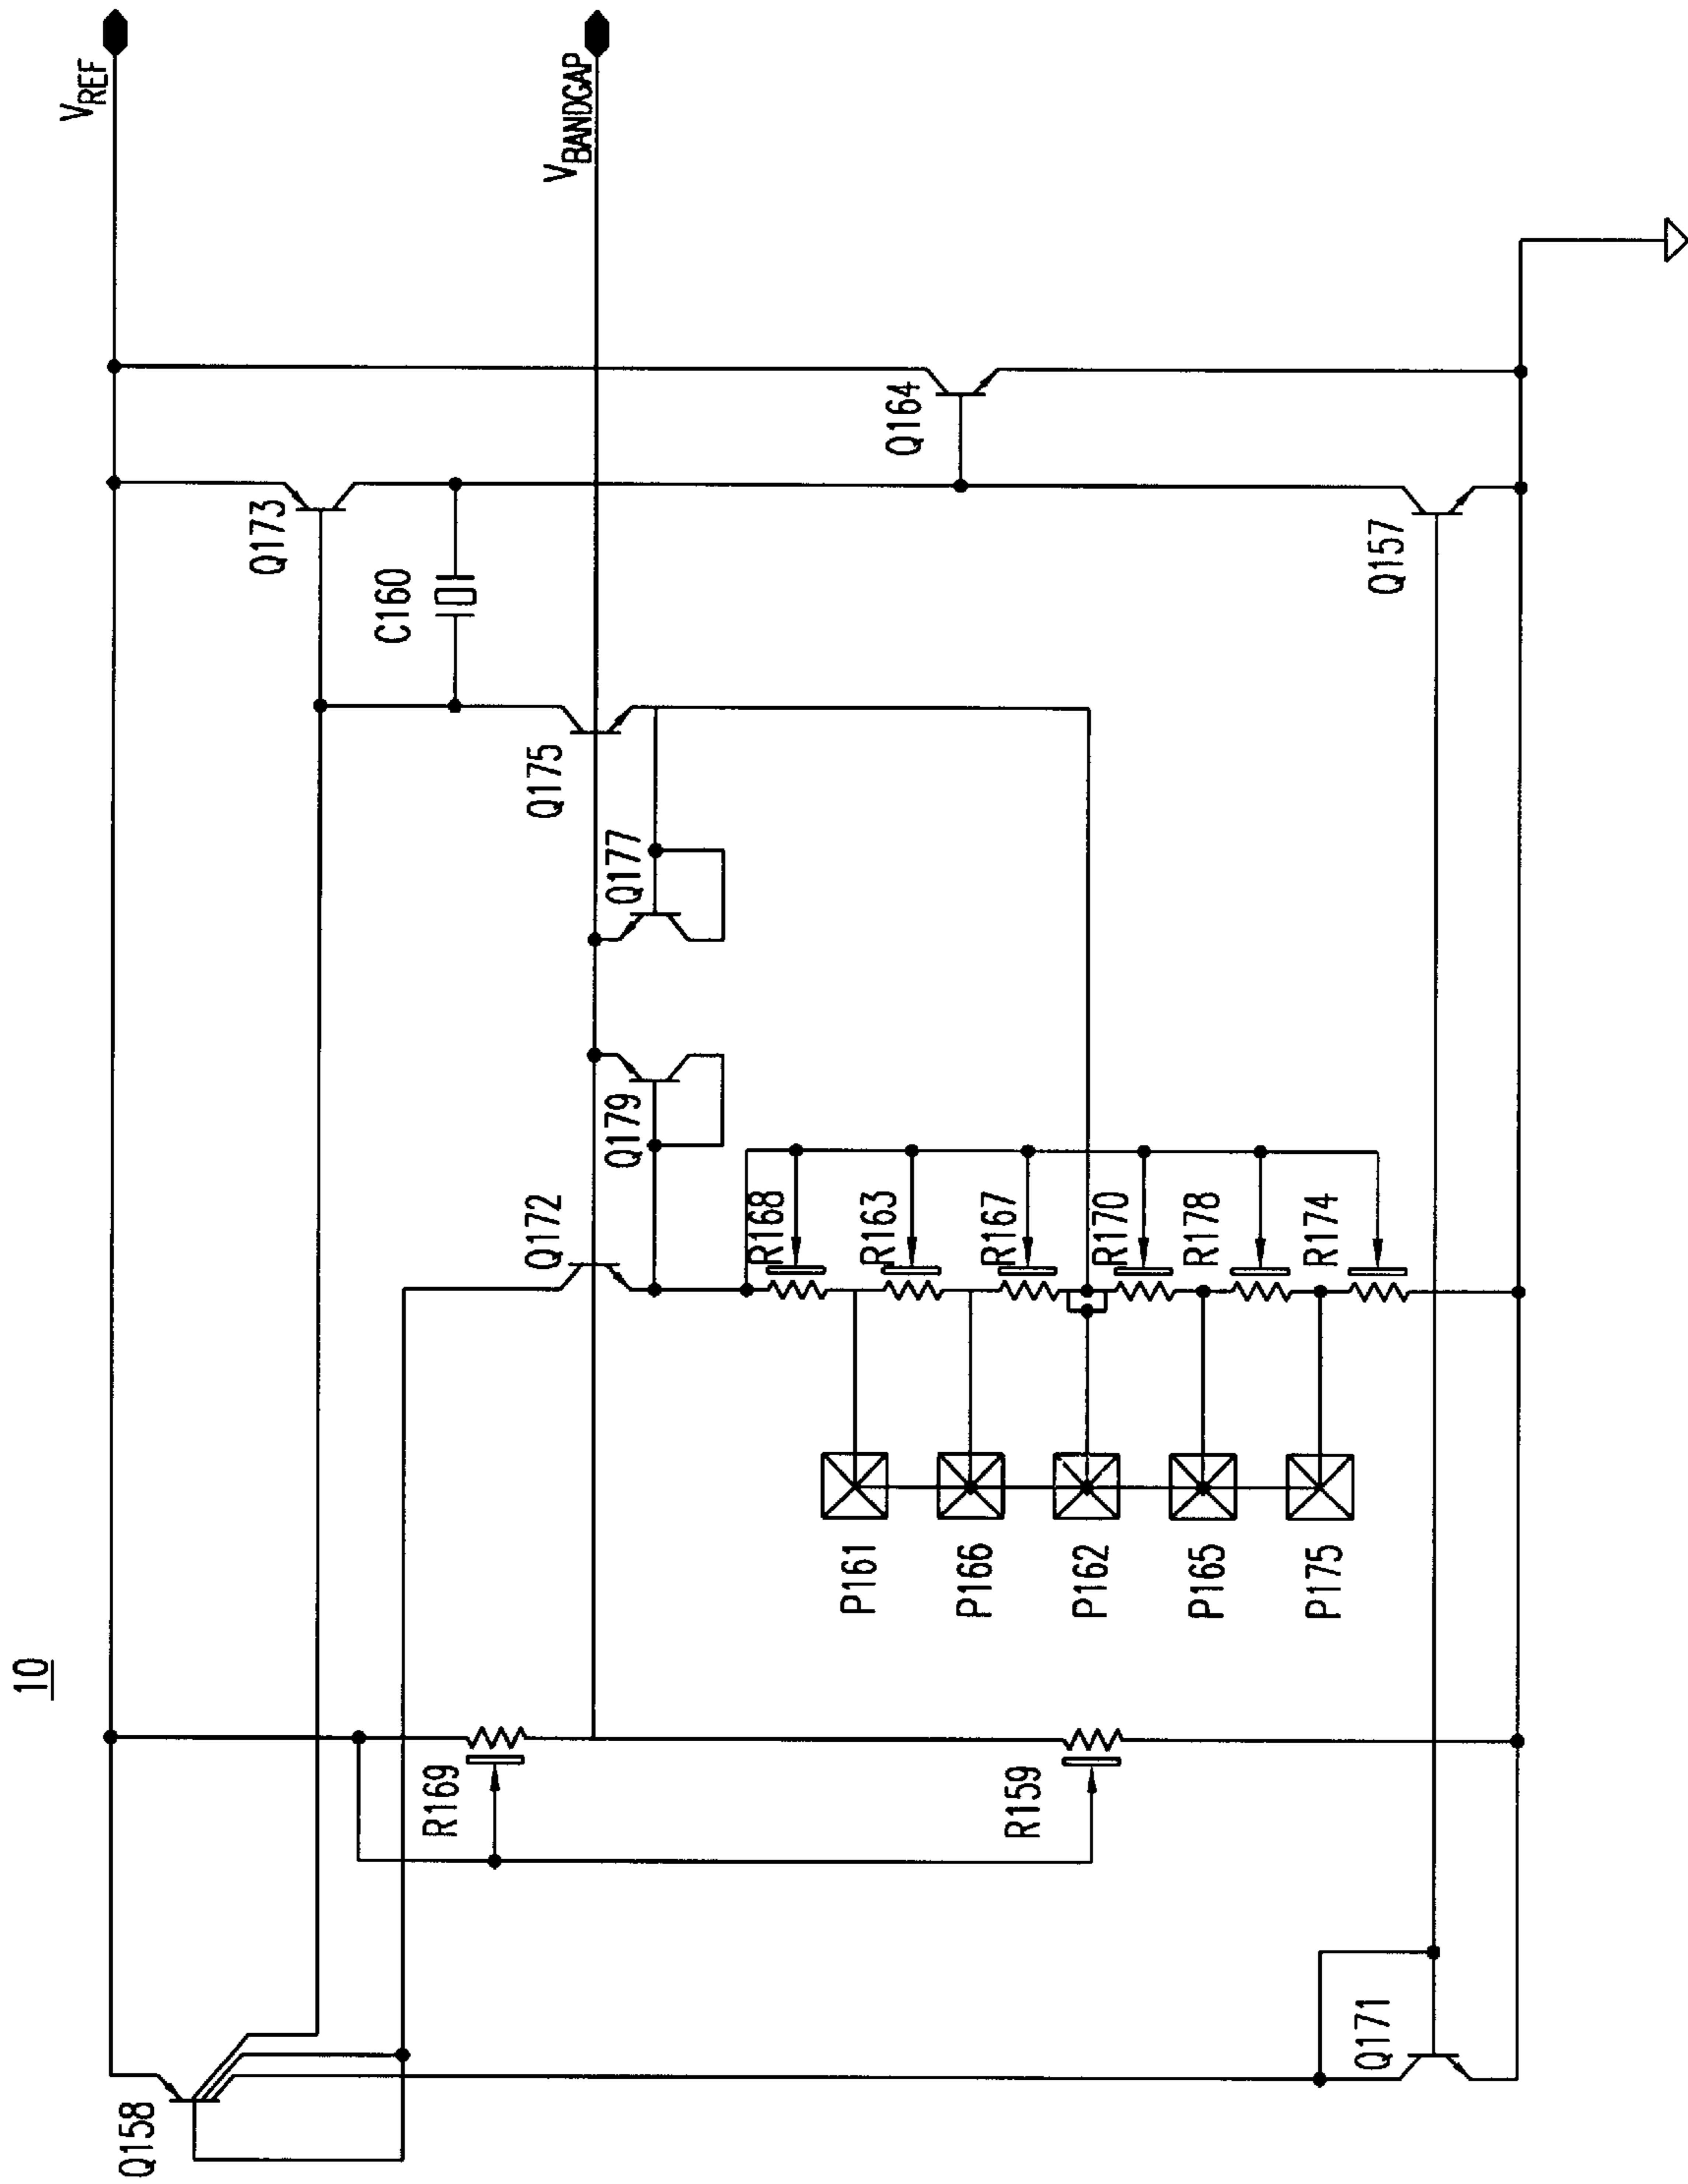 10
V_REF
V_BANDGAP
Q158
Q173
C160
Q175
Q177
Q179
Q172
Q164
Q157
Q171
R169
R159
R168
R163
R167
R170
R178
R174
P161
P166
P162
P165
P175